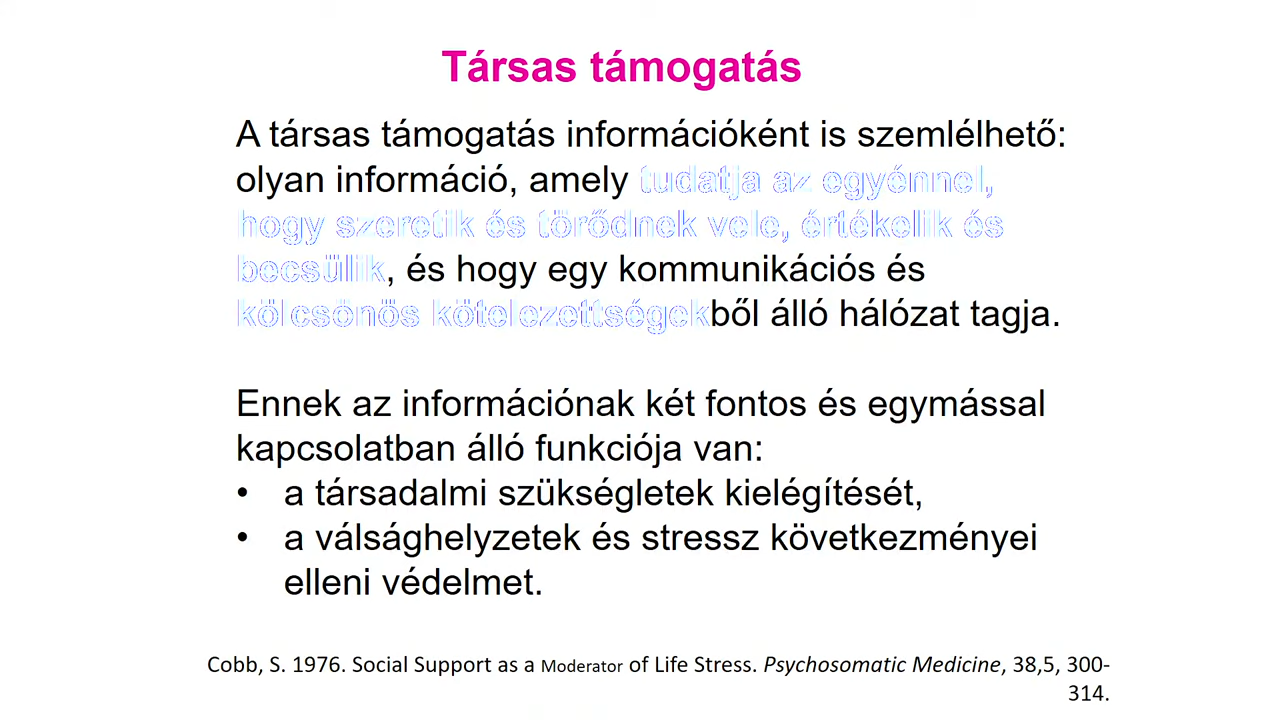 Társas támogatás
A társas támogatás információként is szemlélhető:
olyan információ, amely tudatja az egyénnel,
hogy szeretik és törődnek vele, értékelik és
becsülik, és hogy egy kommunikációs és
kölcsönös kötelezettségekből álló hálózat tagja.
Ennek az információnak két fontos és egymással
kapcsolatban álló funkciója van:
• a társadalmi szükségletek kielégítését,
• a válsághelyzetek és stressz következményei
elleni védelmet.
Cobb, S. 1976. Social Support as a Moderator of Life Stress. Psychosomatic Medicine, 38,5, 300-
314.